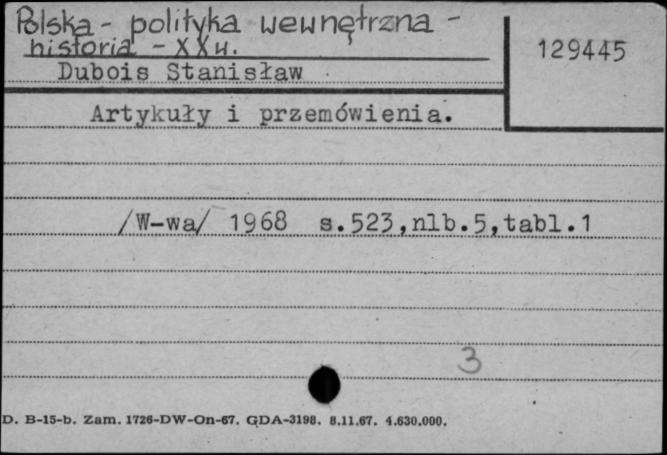 Polska - polityka wewnętrzna -
historia - XX w.
129445
Dubois Stanisław
Artykuły i przemówienia.
/W-wa/ 1968 s.523,nlb.5,tabl.1
3
D. B-15-b. Zam. 1726-DW-On-67. GDA-3198. 8.11.67. 4.630.000.